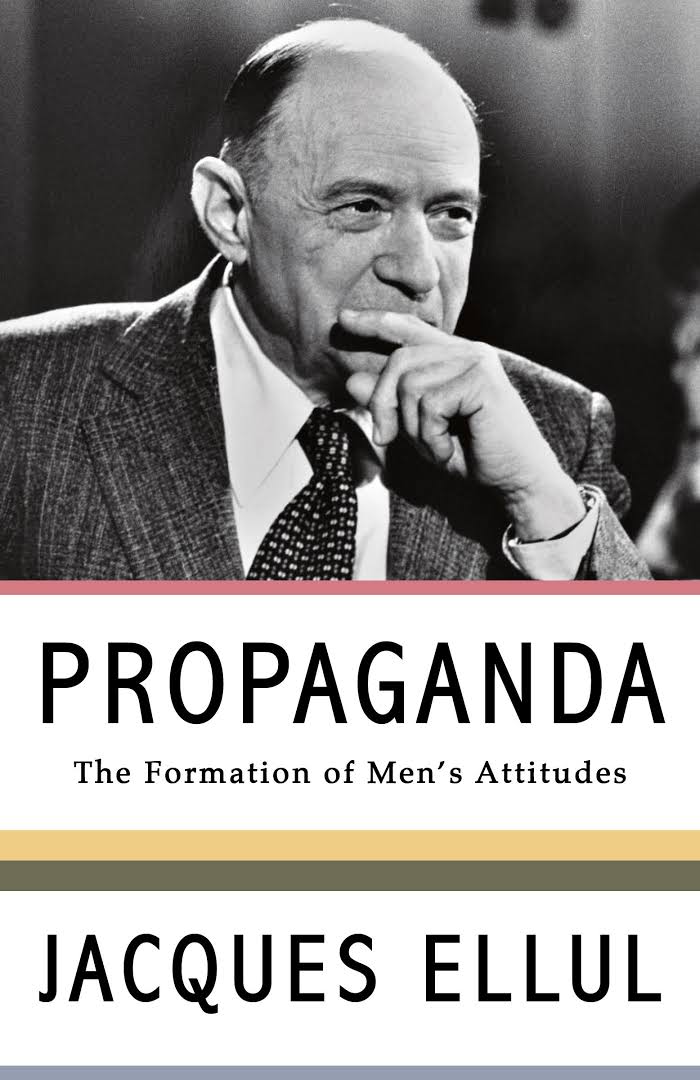 PROPAGANDA
The Formation of Men’s Attitudes
JACQUES ELLUL